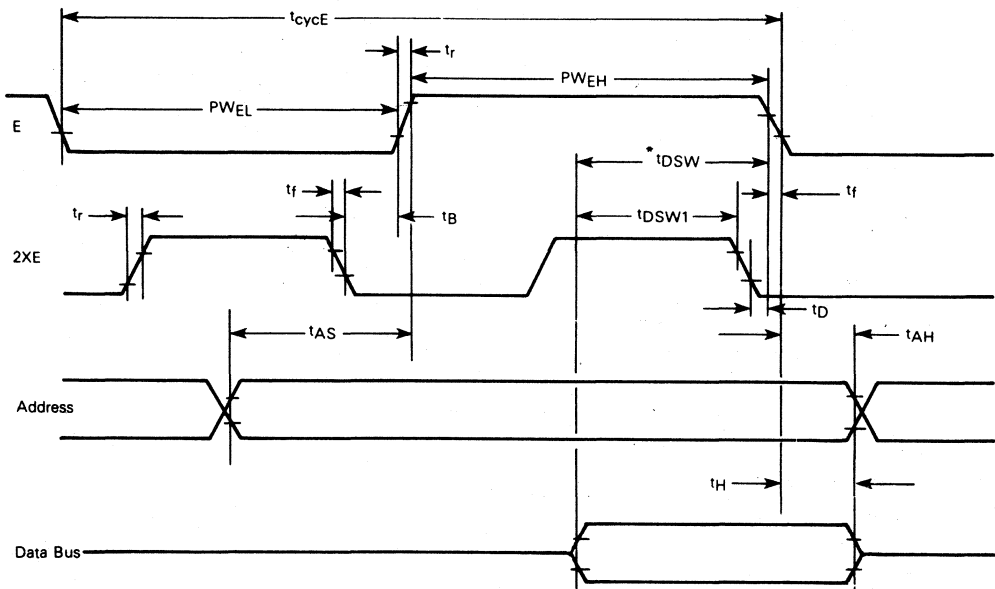 tcycE
tr
PWEH
PWEL
E
*tDSW
tf
tr
tf
tB
tDSW1
2XE
tD
tAS
tAH
Address
tH
Data Bus